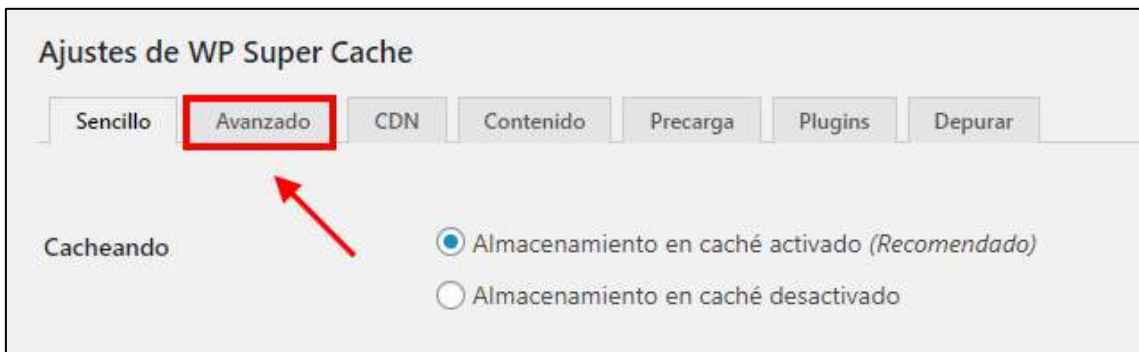 Ajustes de WP Super Cache
Sencillo Avanzado CDN Contenido Precarga Plugins Depurar
Cacheando Almacenamiento en caché activado (Recomendado)
Almacenamiento en caché desactivado